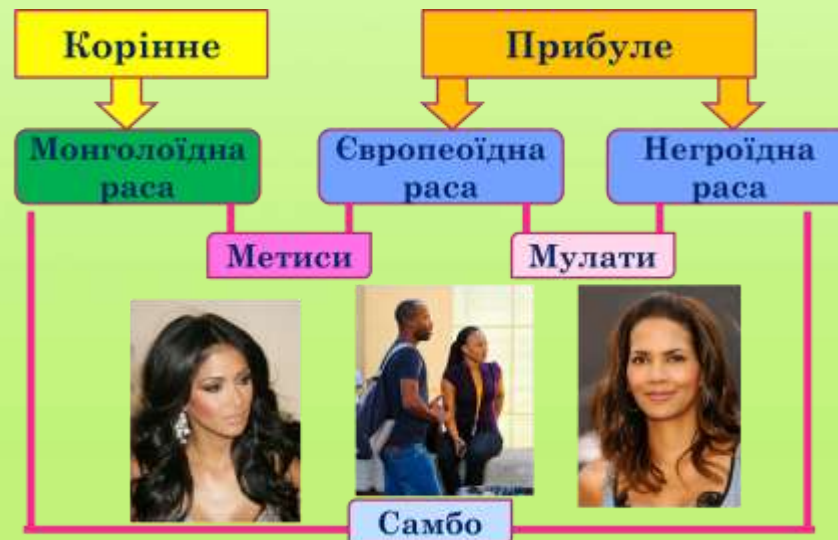 Корінне
Прибуле
Монголоїдна
раса
Європеоїдна
раса
Негроїдна
раса
Метиси
Мулати
Самбо